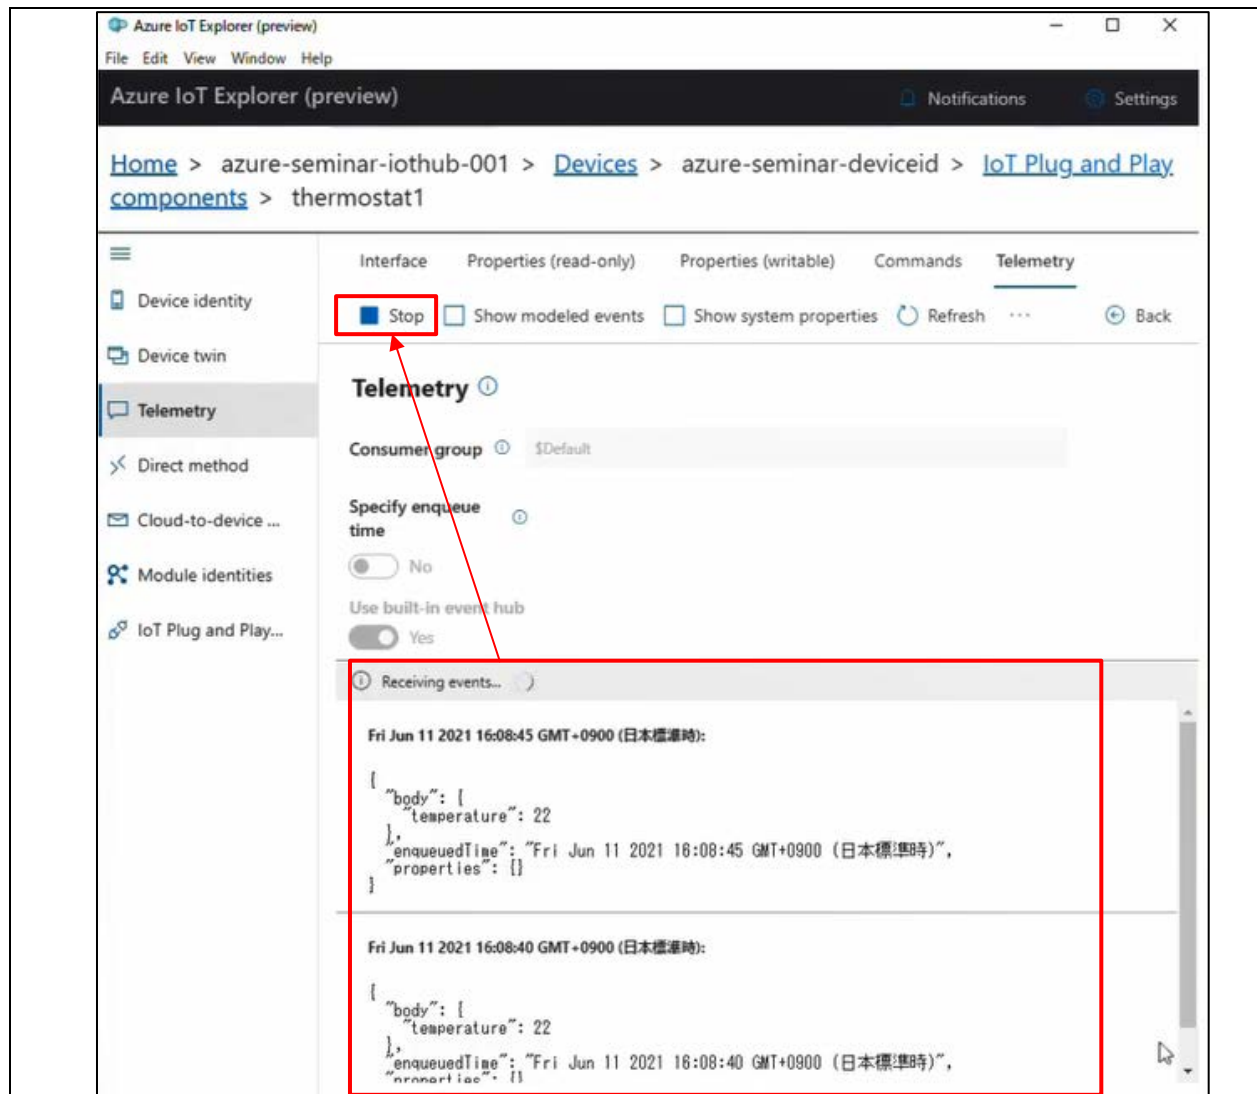 Azure IoT Explorer (preview)
File Edit View Window Help
Azure IoT Explorer (preview)
Notifications
Settings
Home > azure-seminar-iothub-001 > Devices > azure-seminar-deviceid > IoT Plug and Play
components > thermostat1
Interface Properties (read-only) Properties (writable) Commands Telemetry
Stop Show modeled events Show system properties Refresh ··· Back
Device identity
Device twin
Telemetry
Direct method
Cloud-to-device ...
Module identities
IoT Plug and Play...
Telemetry
Consumer group $Default
Specify enqueue
time
No
Use built-in event hub
Yes
Receiving events...
Fri Jun 11 2021 16:08:45 GMT+0900 (日本標準時):
{
"body": {
"temperature": 22
},
"enqueuedTime": "Fri Jun 11 2021 16:08:45 GMT+0900 (日本標準時)",
"properties": {}
}
Fri Jun 11 2021 16:08:40 GMT+0900 (日本標準時):
{
"body": {
"temperature": 22
},
"enqueuedTime": "Fri Jun 11 2021 16:08:40 GMT+0900 (日本標準時)",
"properties": {}